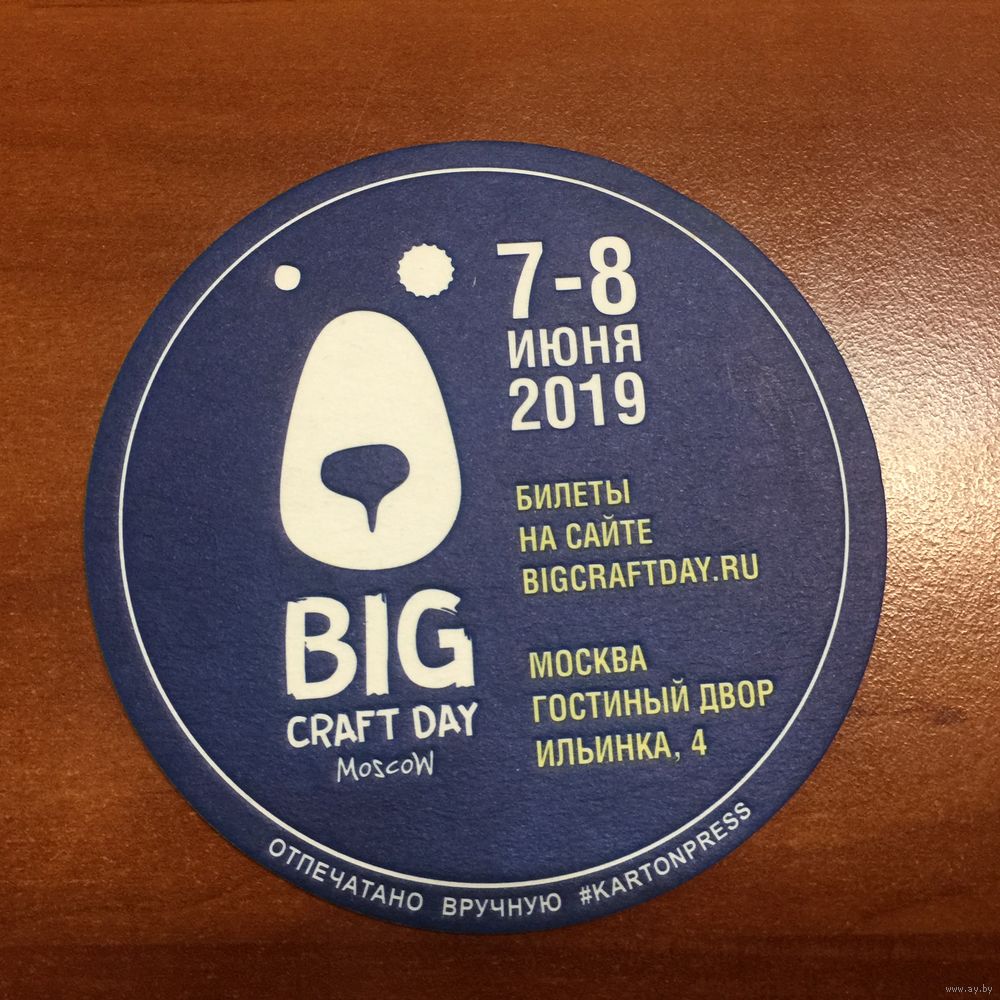 7-8
ИЮНЯ
2019
БИЛЕТЫ
НА САЙТЕ
BIGCRAFTDAY.RU
МОСКВА
ГОСТИНЫЙ ДВОР
ИЛЬИНКА, 4
BIG
CRAFT DAY
MoscoW
ОТПЕЧАТАНО ВРУЧНУЮ #KARTONPRESS
www.ay.by